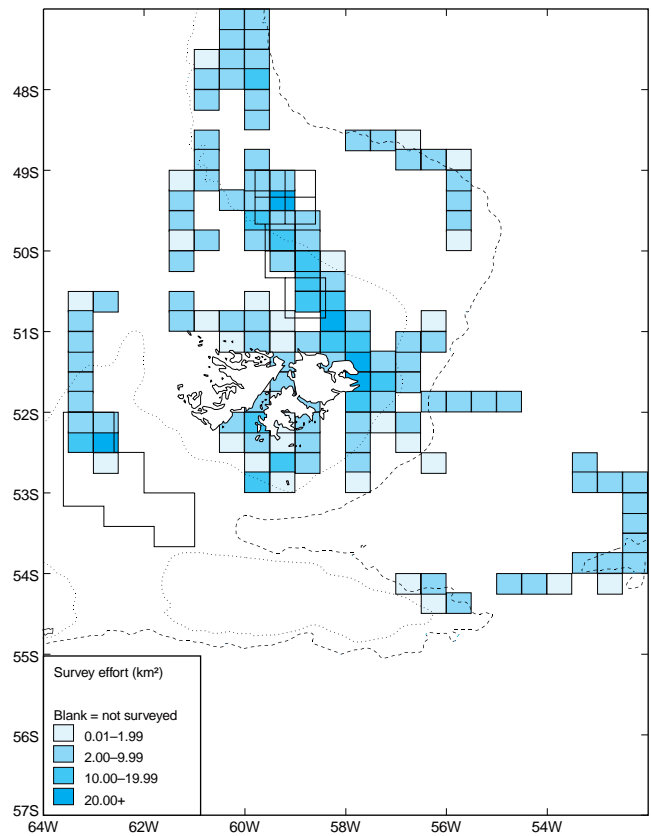 48S
49S
50S
51S
52S
53S
54S
55S
56S
57S
Survey effort (km²)
Blank = not surveyed
0.01–1.99
2.00–9.99
10.00–19.99
20.00+
64W
62W
60W
58W
56W
54W